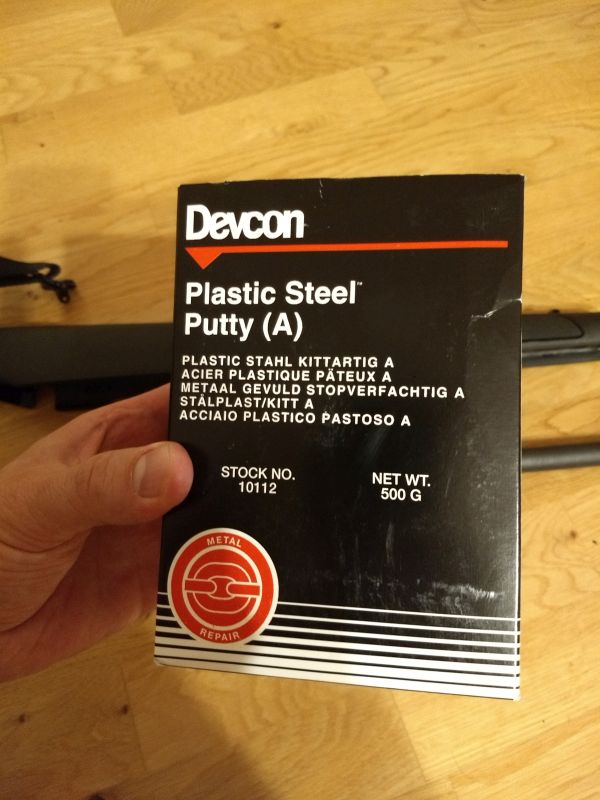 Devcon
Plastic Steel™
Putty (A)
PLASTIC STAHL KITTARTIG A
ACIER PLASTIQUE PÄTEUX A
METAAL GEVULD STOPVERFACHTIG A
STÅLPLAST/KITT A
ACCIAIO PLASTICO PASTOSO A
STOCK NO.
10112
NET WT.
500 G
METAL
REPAIR